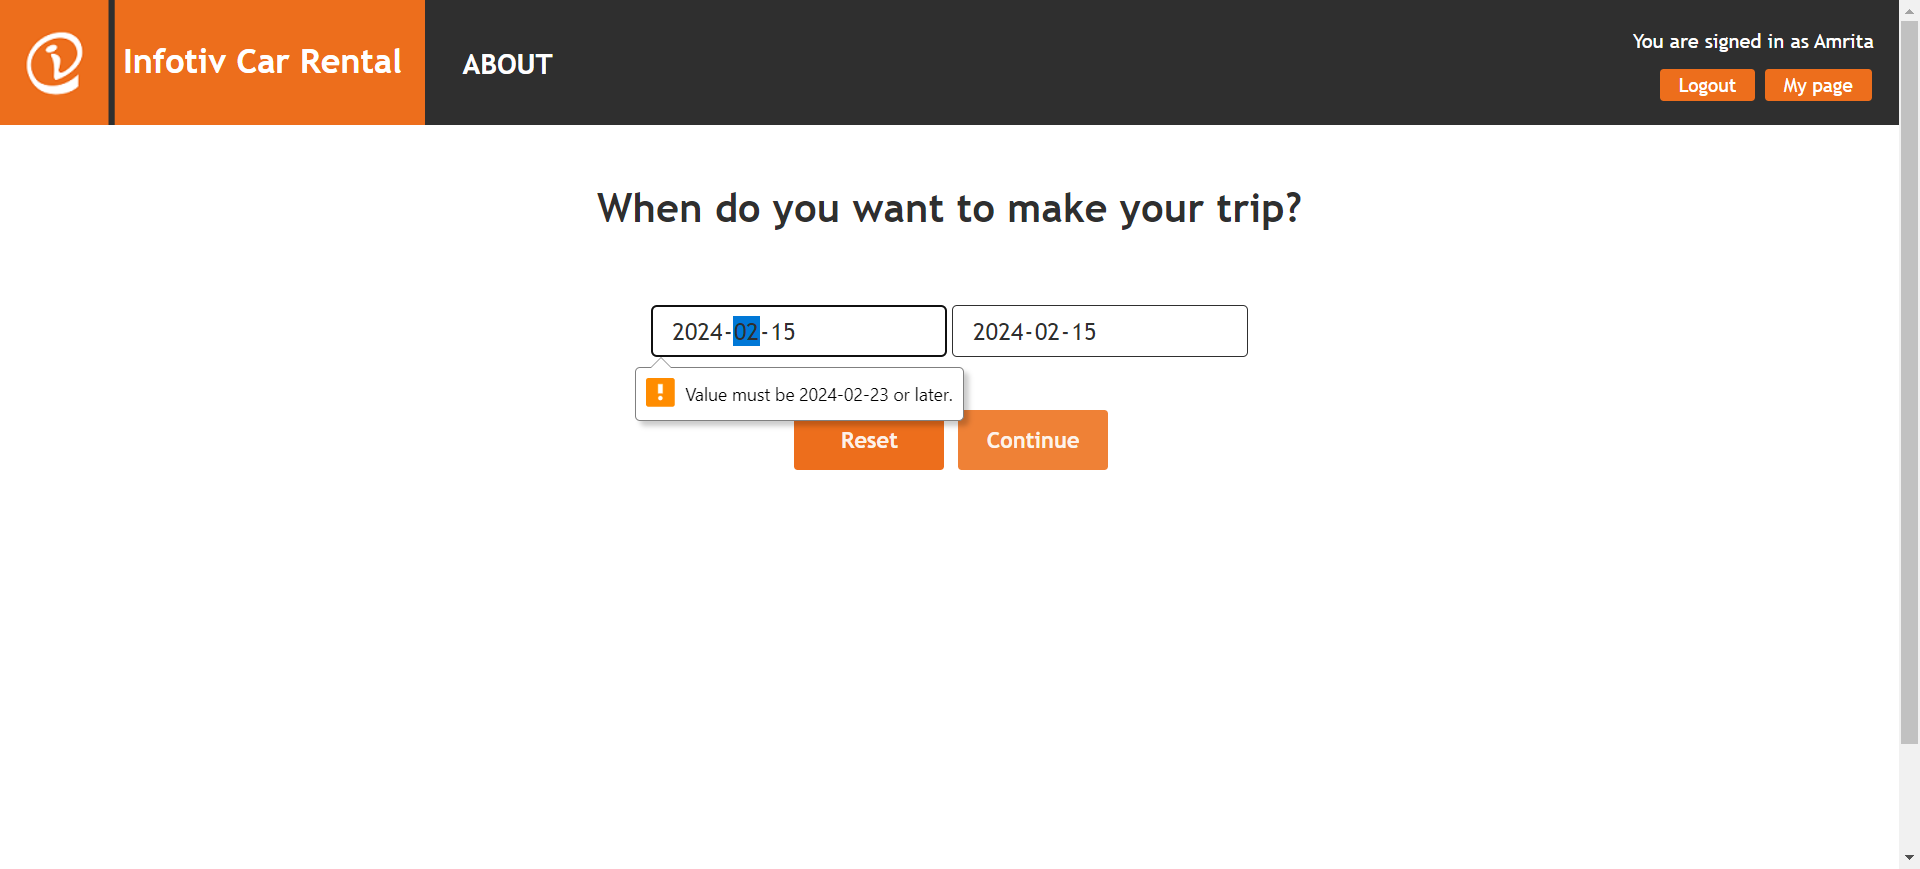 Infotiv Car Rental
ABOUT
You are signed in as Amrita
Logout
My page
When do you want to make your trip?
2024-02-15
2024-02-15
Value must be 2024-02-23 or later.
Reset
Continue